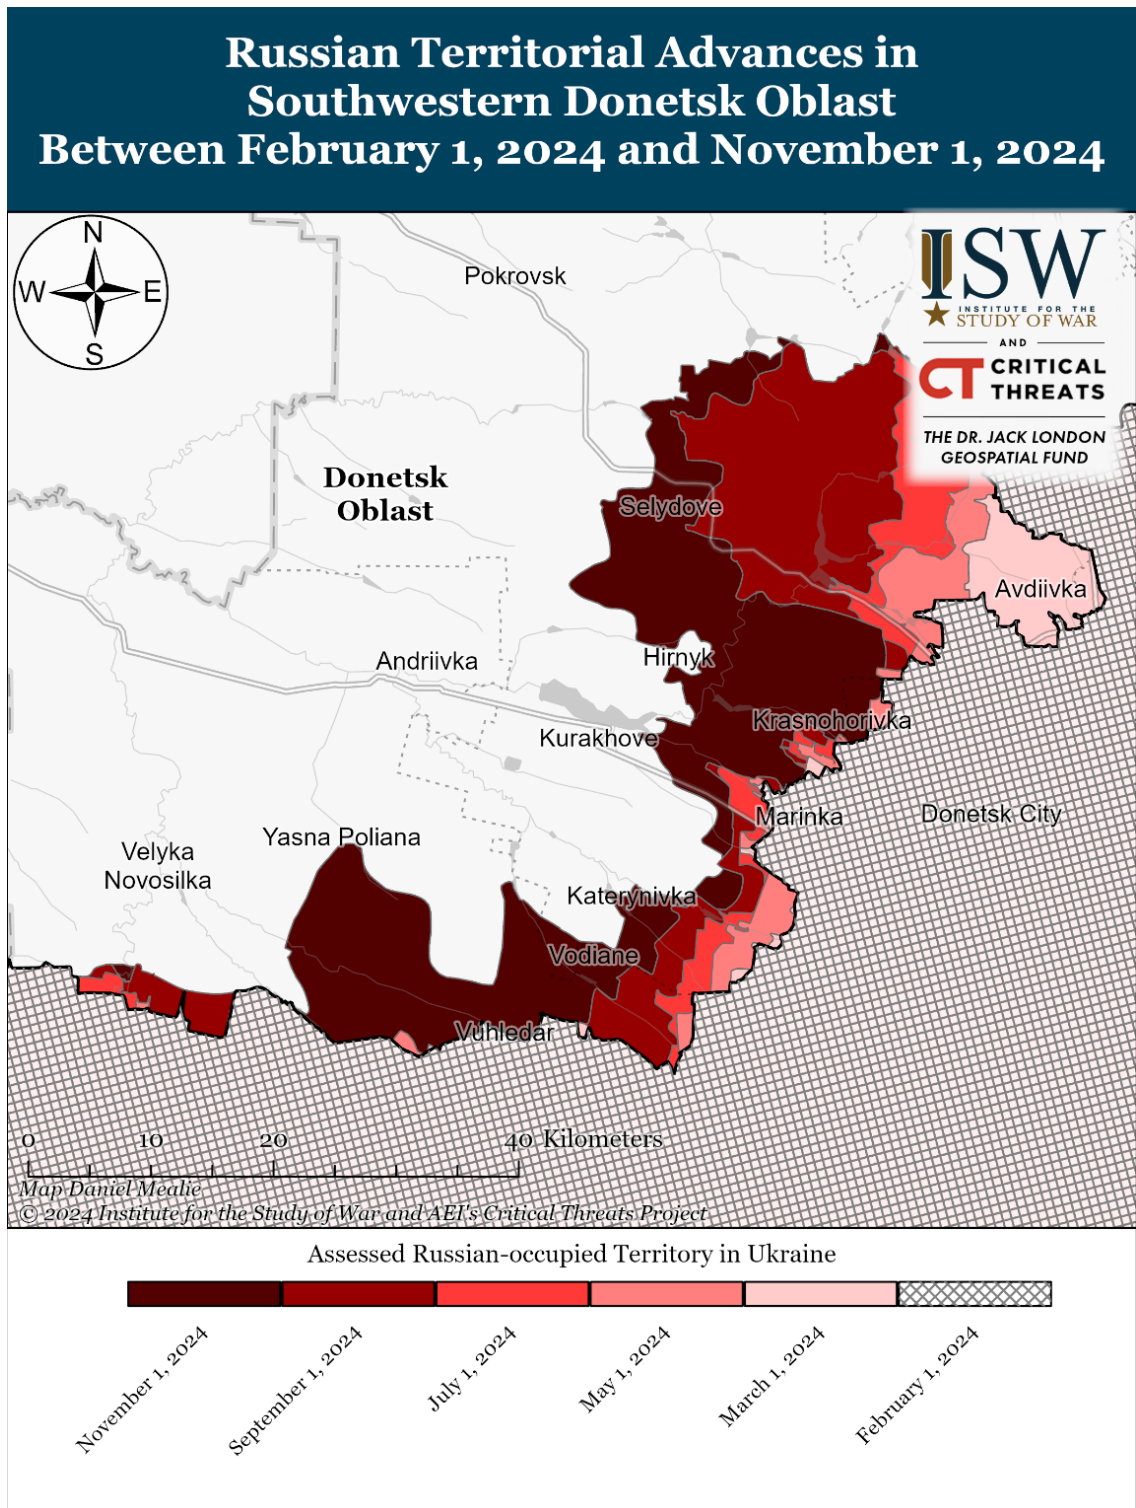 Russian Territorial Advances in
Southwestern Donetsk Oblast
Between February 1, 2024 and November 1, 2024
N
W
E
S
Pokrovsk
ISW
INSTITUTE FOR THE
STUDY OF WAR
AND
CT CRITICAL
THREATS
THE DR. JACK LONDON
GEOSPATIAL FUND
Donetsk
Oblast
Selydove
Avdiivka
Andriivka
Hirnyk
Krasnohorivka
Kurakhove
Marinka
Donetsk City
Yasna Poliana
Velyka
Novosilka
Katerynivka
Vodiane
Vuhledar
0 10 20 40 Kilometers
Map Daniel Mealie
© 2024 Institute for the Study of War and AEI's Critical Threats Project
Assessed Russian-occupied Territory in Ukraine
November 1, 2024
September 1, 2024
July 1, 2024
May 1, 2024
March 1, 2024
February 1, 2024